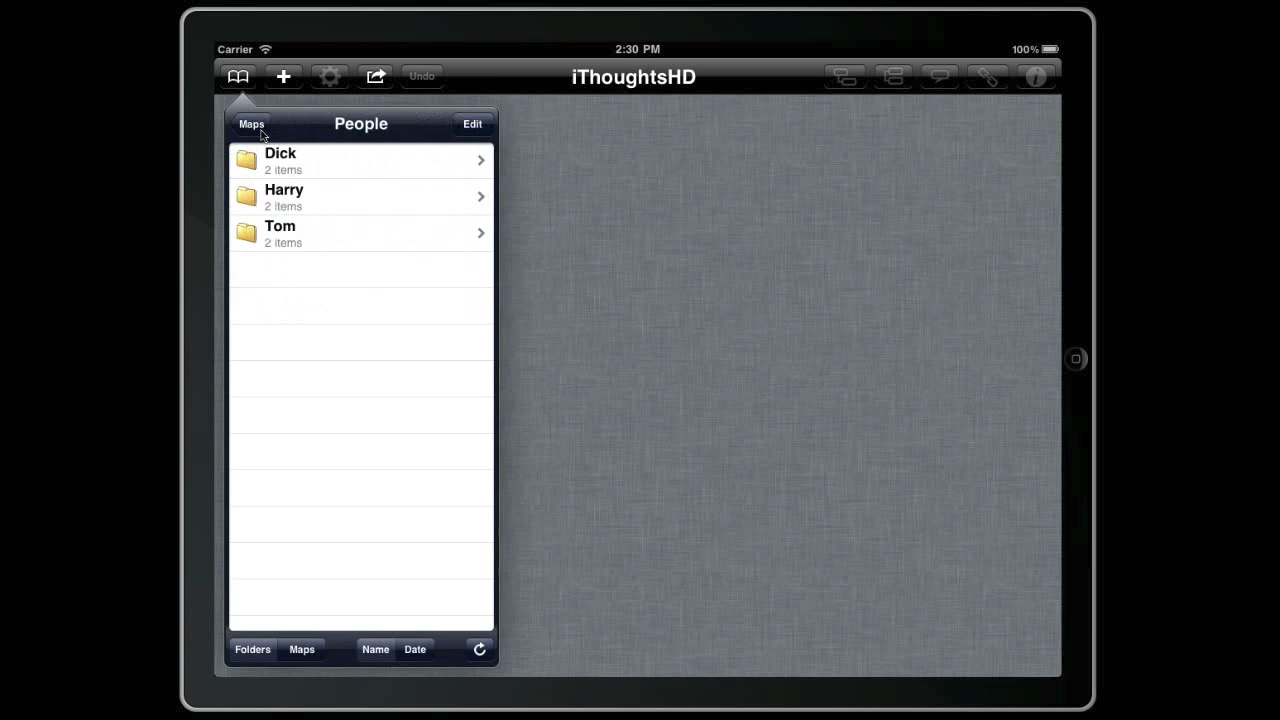 Carrier 2:30 PM 100%
Undo iThoughtsHD
Maps People Edit
Dick
2 items
Harry
2 items
Tom
2 items
Folders Maps Name Date